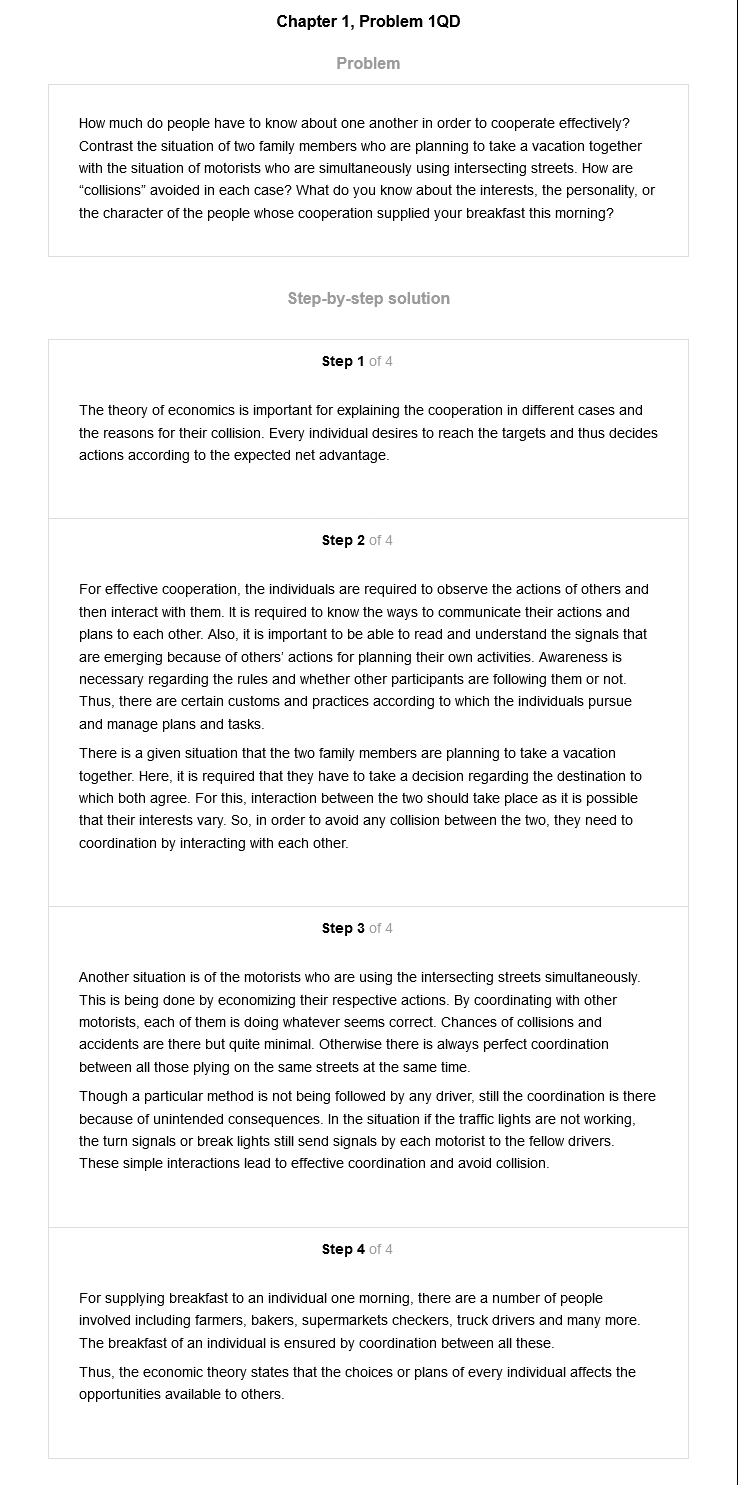 Chapter 1, Problem 1QD
Problem
How much do people have to know about one another in order to cooperate effectively?
Contrast the situation of two family members who are planning to take a vacation together
with the situation of motorists who are simultaneously using intersecting streets. How are
“collisions” avoided in each case? What do you know about the interests, the personality, or
the character of the people whose cooperation supplied your breakfast this morning?
Step-by-step solution
Step 1 of 4
The theory of economics is important for explaining the cooperation in different cases and
the reasons for their collision. Every individual desires to reach the targets and thus decides
actions according to the expected net advantage.
Step 2 of 4
For effective cooperation, the individuals are required to observe the actions of others and
then interact with them. It is required to know the ways to communicate their actions and
plans to each other. Also, it is important to be able to read and understand the signals that
are emerging because of others’ actions for planning their own activities. Awareness is
necessary regarding the rules and whether other participants are following them or not.
Thus, there are certain customs and practices according to which the individuals pursue
and manage plans and tasks.
There is a given situation that the two family members are planning to take a vacation
together. Here, it is required that they have to take a decision regarding the destination to
which both agree. For this, interaction between the two should take place as it is possible
that their interests vary. So, in order to avoid any collision between the two, they need to
coordination by interacting with each other.
Step 3 of 4
Another situation is of the motorists who are using the intersecting streets simultaneously.
This is being done by economizing their respective actions. By coordinating with other
motorists, each of them is doing whatever seems correct. Chances of collisions and
accidents are there but quite minimal. Otherwise there is always perfect coordination
between all those plying on the same streets at the same time.
Though a particular method is not being followed by any driver, still the coordination is there
because of unintended consequences. In the situation if the traffic lights are not working,
the turn signals or break lights still send signals by each motorist to the fellow drivers.
These simple interactions lead to effective coordination and avoid collision.
Step 4 of 4
For supplying breakfast to an individual one morning, there are a number of people
involved including farmers, bakers, supermarkets checkers, truck drivers and many more.
The breakfast of an individual is ensured by coordination between all these.
Thus, the economic theory states that the choices or plans of every individual affects the
opportunities available to others.